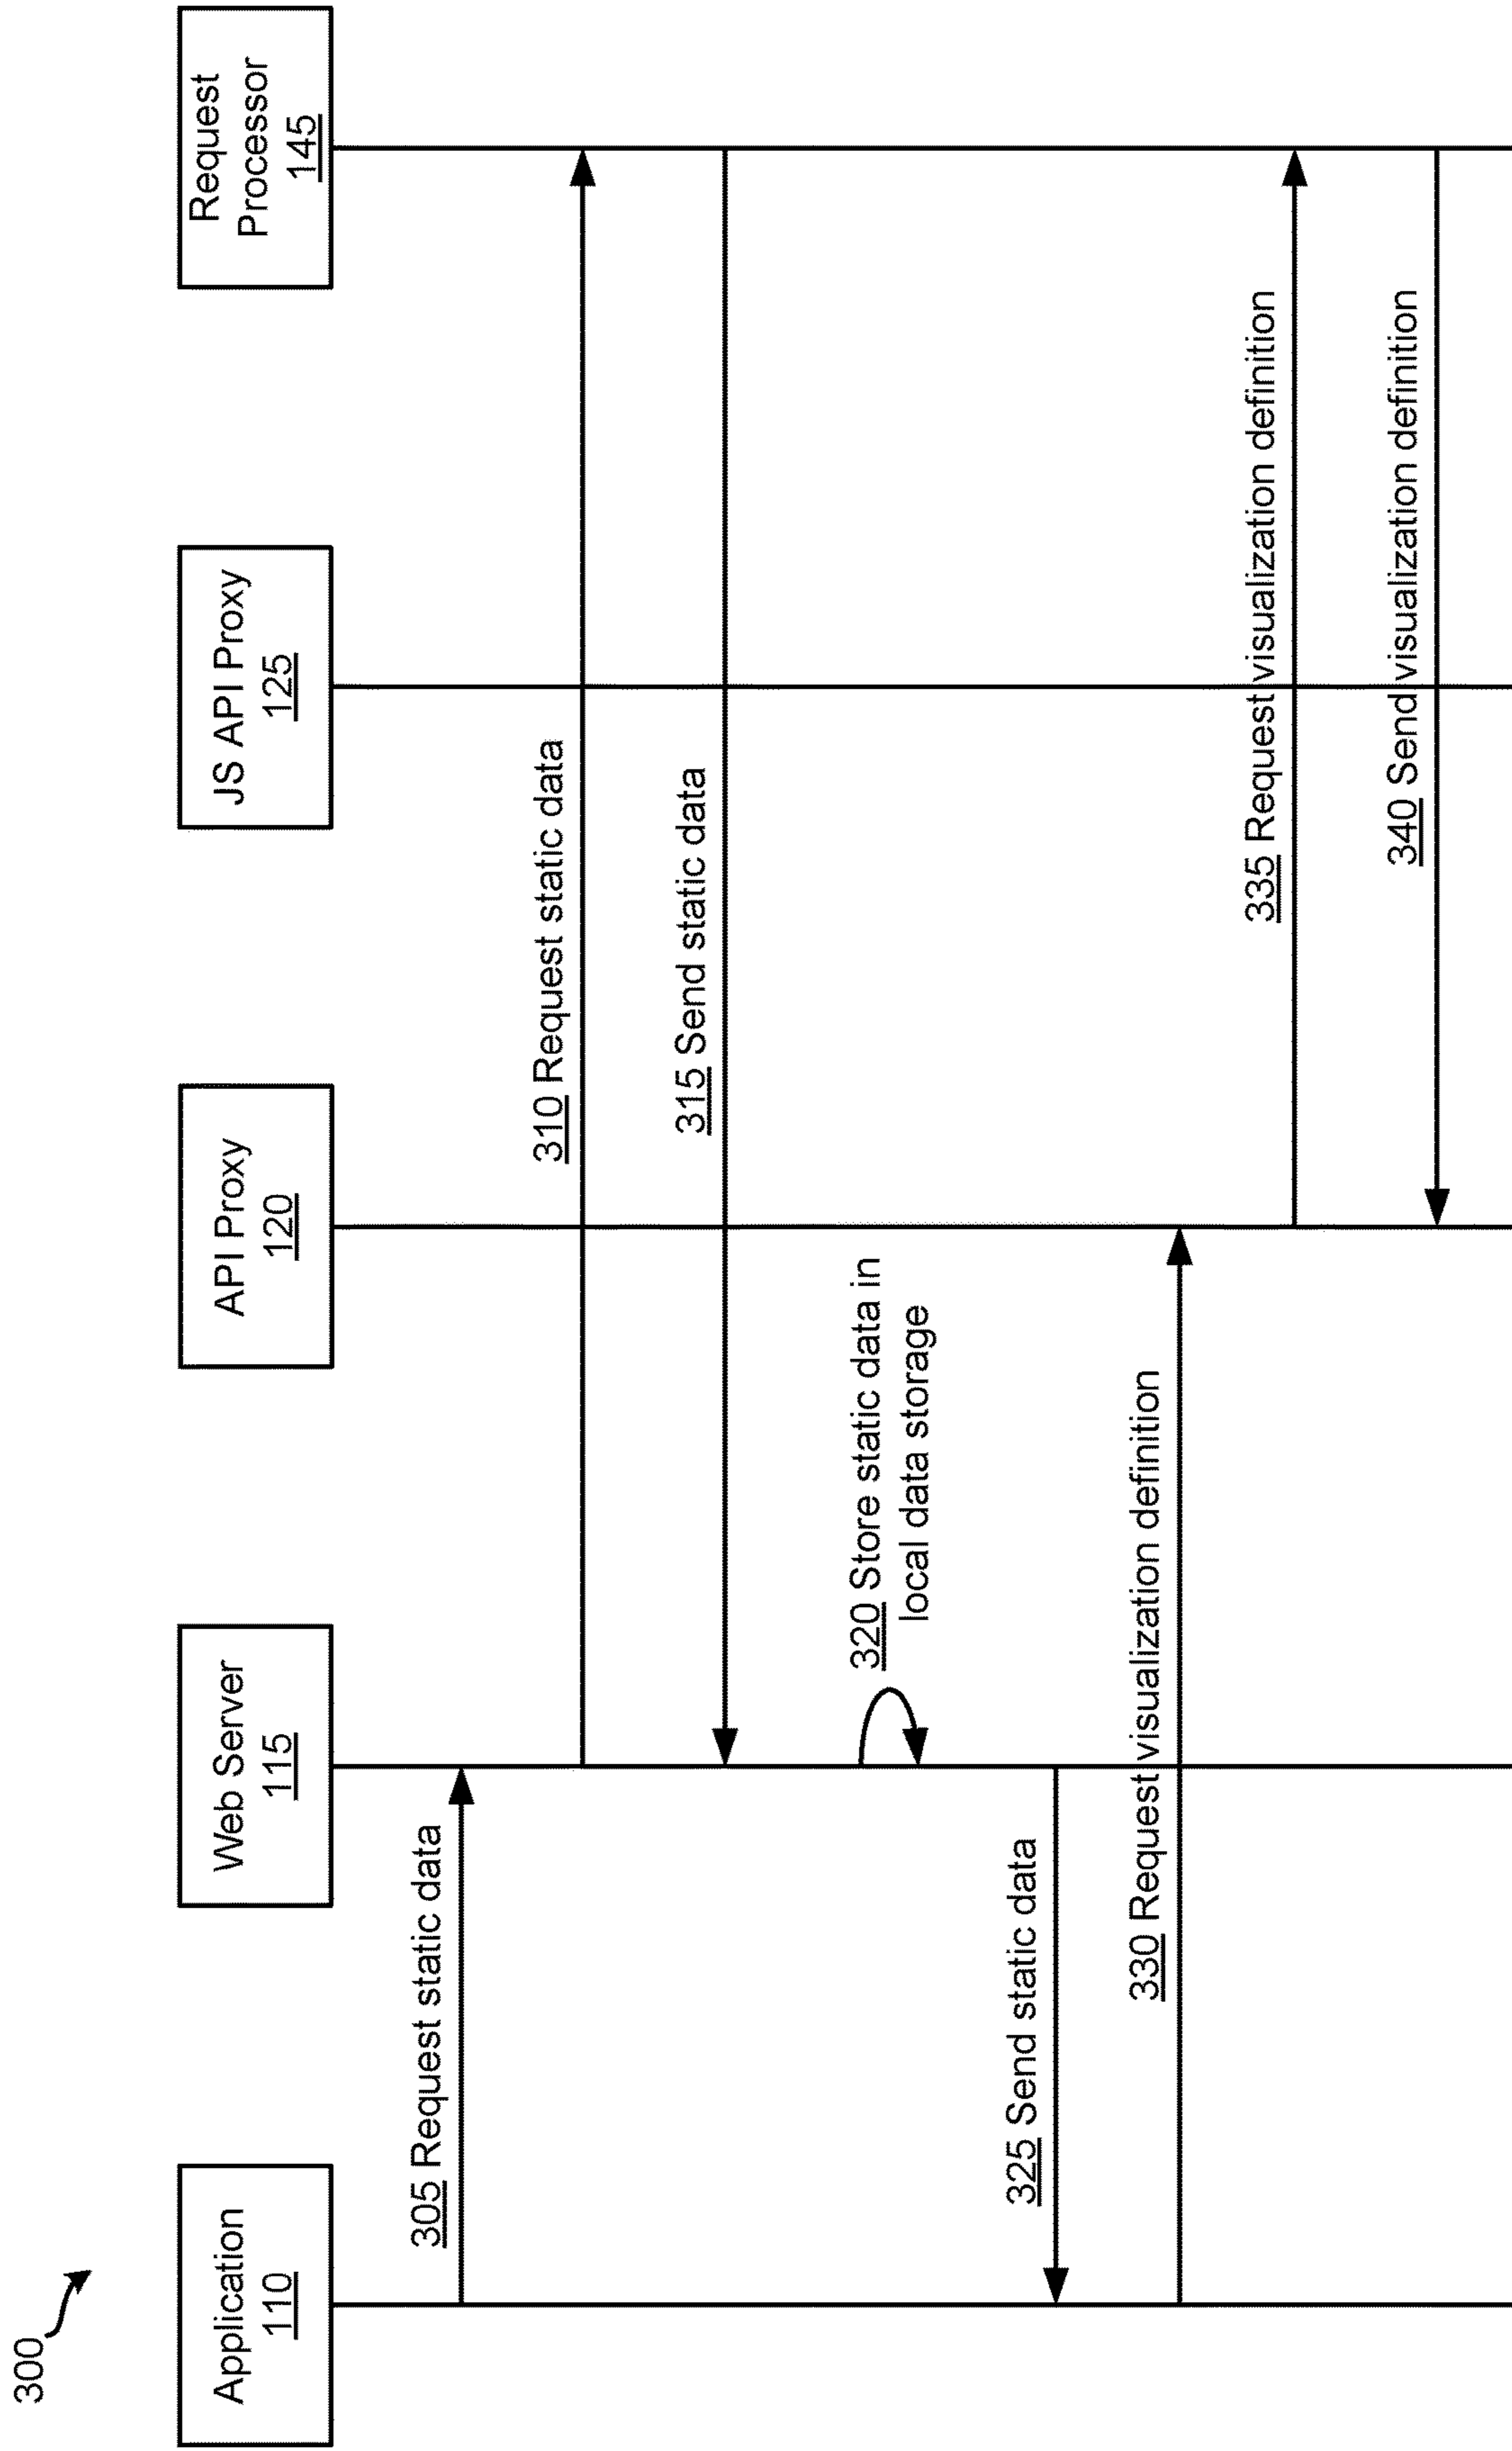 300
Application
110
Web Server
115
API Proxy
120
JS API Proxy
125
Request
Processor
145
305 Request static data
310 Request static data
315 Send static data
320 Store static data in
local data storage
325 Send static data
330 Request visualization definition
335 Request visualization definition
340 Send visualization definition